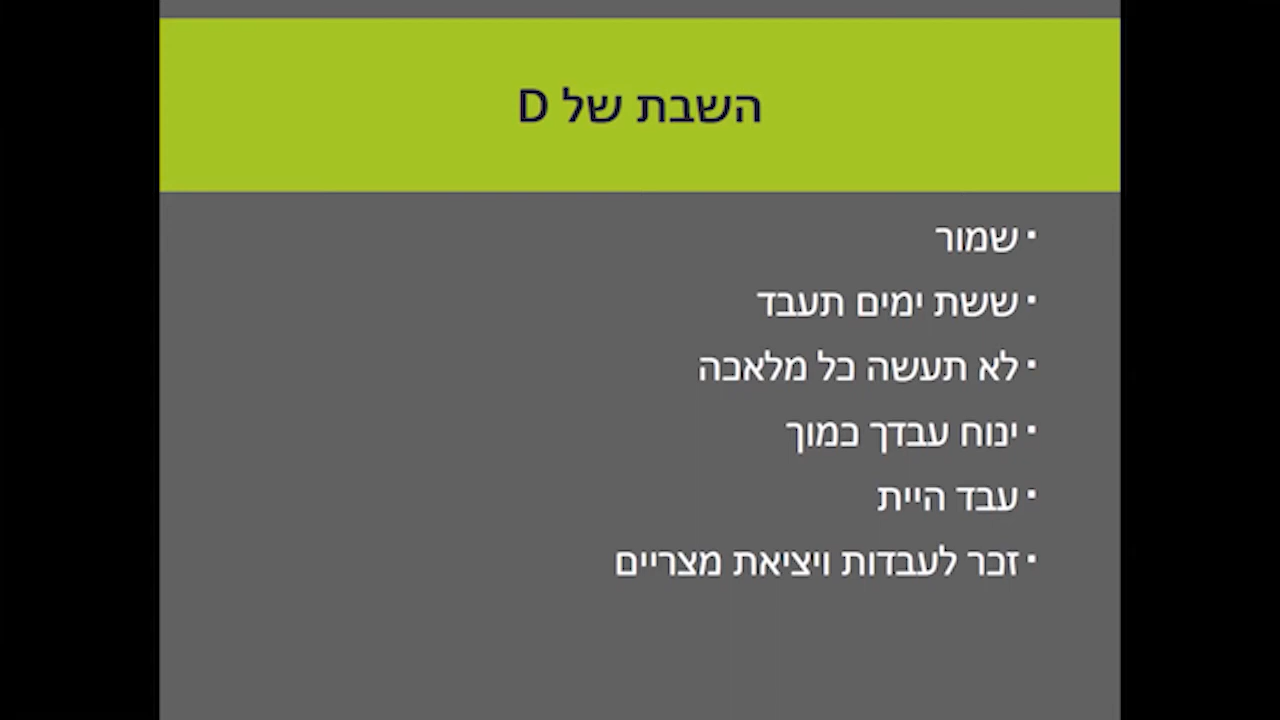 השבת של D
▪ שמור
▪ ששת ימים תעבד
▪ לא תעשה כל מלאכה
▪ ינוח עבדך כמוך
▪ עבד היית
▪ זכר לעבדות ויציאת מצריים